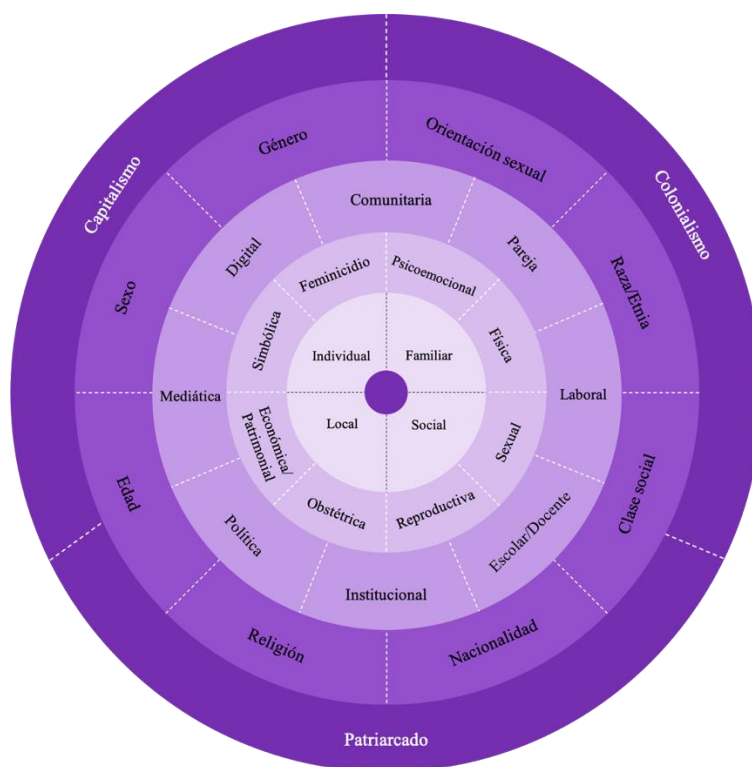 Capitalismo
Colonialismo
Patriarcado
Género
Orientación sexual
Raza/Etnia
Clase social
Nacionalidad
Religión
Edad
Sexo
Comunitaria
Pareja
Laboral
Escolar/Docente
Institucional
Política
Mediática
Digital
Feminicidio
Psicoemocional
Física
Sexual
Reproductiva
Obstétrica
Económica/
Patrimonial
Simbólica
Individual
Familiar
Local
Social